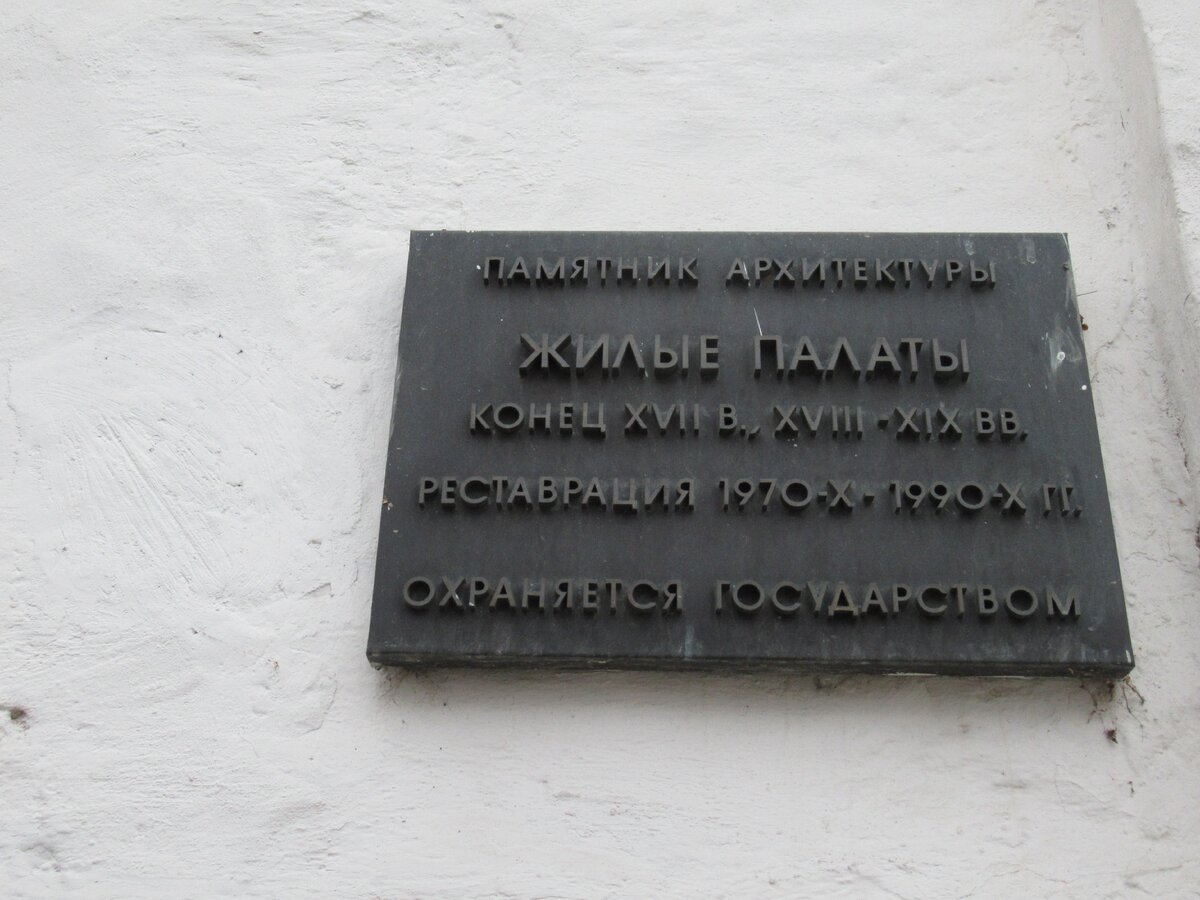 ПАМЯТНИК АРХИТЕКТУРЫ
ЖИЛЫЕ ПАЛАТЫ
КОНЕЦ XVII В., XVIII-XIX ВВ.
РЕСТАВРАЦИЯ 1970-Х - 1990-Х ГГ.
ОХРАНЯЕТСЯ ГОСУДАРСТВОМ